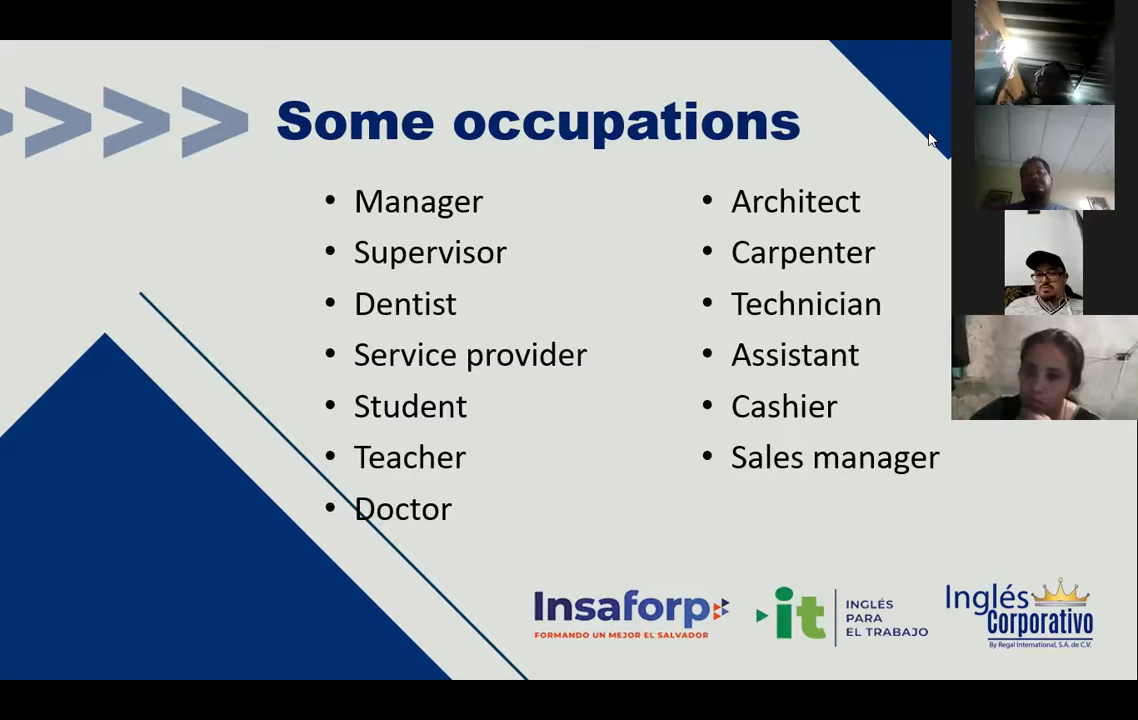 Some occupations
• Manager
• Supervisor
• Dentist
• Service provider
• Student
• Teacher
• Doctor
• Architect
• Carpenter
• Technician
• Assistant
• Cashier
• Sales manager
Insaforp
FORMANDO UN MEJOR EL SALVADOR
it
INGLÉS
PARA
EL TRABAJO
Inglés
Corporativo
By Regal International, S.A. de C.V.